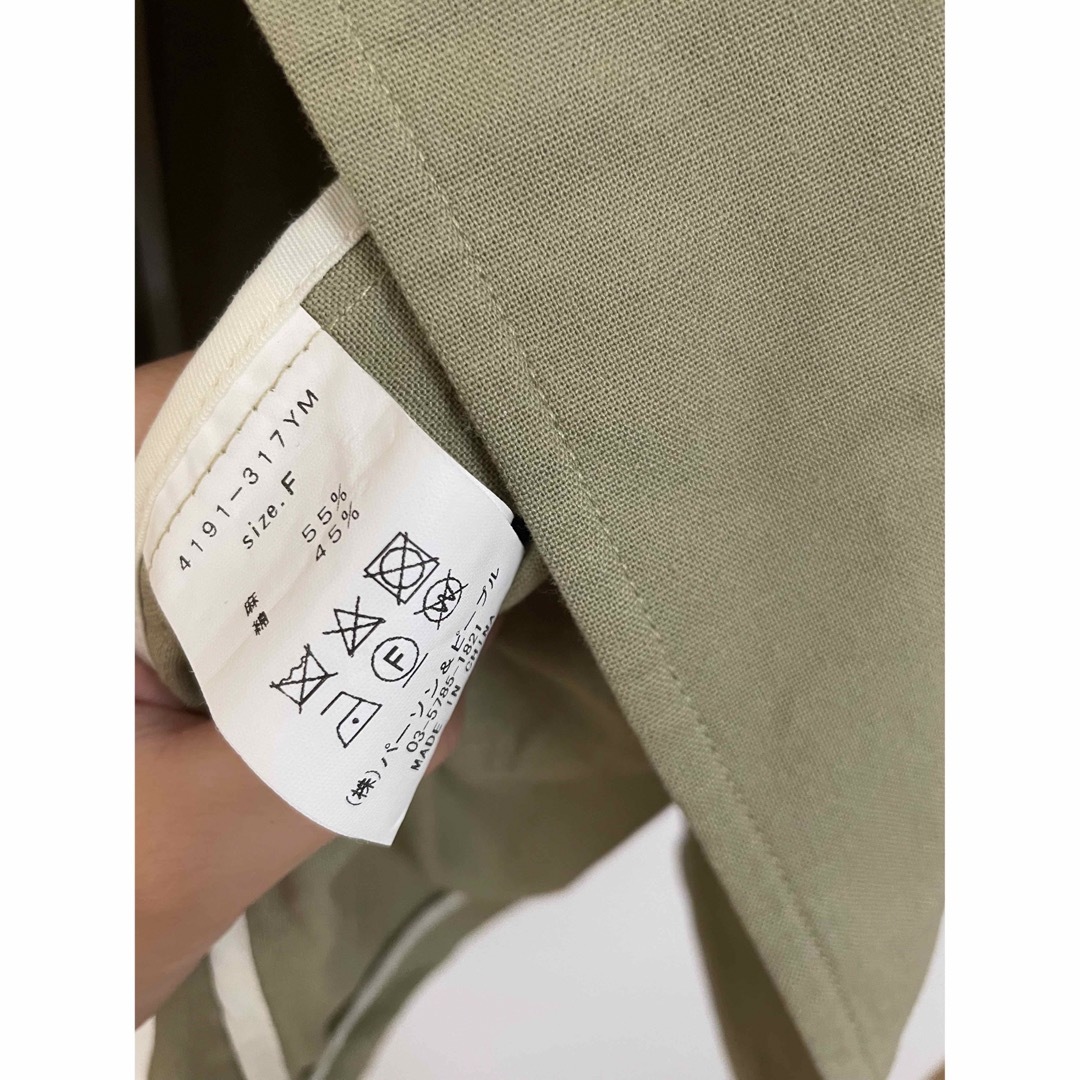 4191-317YM
size.F
麻 55%
綿 45%
F
W
(株)パーソン&ピープル
03-5785-1821
MADE IN CHINA